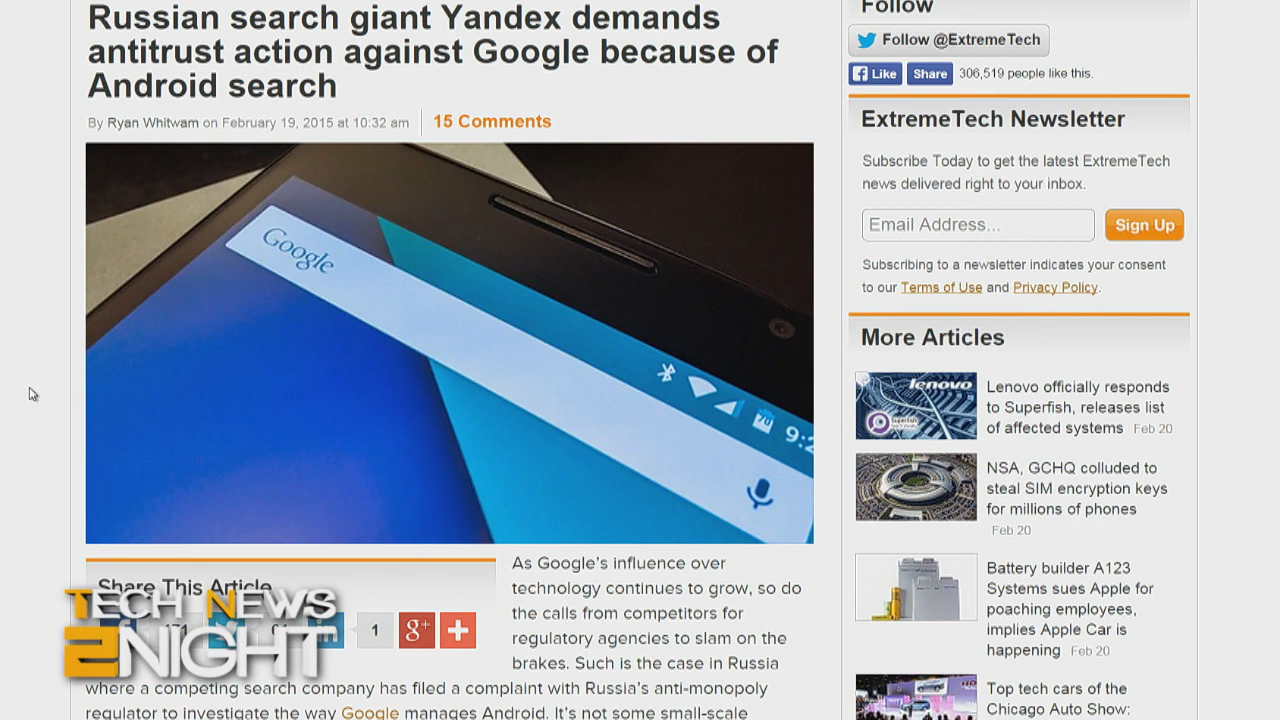 Russian search giant Yandex demands
antitrust action against Google because of
Android search
By Ryan Whitwam on February 19, 2015 at 10:32 am
15 Comments
Google
70
9:2
Share This Article
171
1
g+
As Google's influence over
technology continues to grow, so do
the calls from competitors for
regulatory agencies to slam on the
brakes. Such is the case in Russia
where a competing search company has filed a complaint with Russia's anti-monopoly
regulator to investigate the way Google manages Android. It's not some small-scale
TECH NEWS
2NIGHT
Follow
Follow @ExtremeTech
Like Share 306,519 people like this.
ExtremeTech Newsletter
Subscribe Today to get the latest ExtremeTech
news delivered right to your inbox.
Email Address...
Sign Up
Subscribing to a newsletter indicates your consent
to our Terms of Use and Privacy Policy.
More Articles
lenovo
Superfish
Lenovo officially responds
to Superfish, releases list
of affected systems Feb 20
NSA, GCHQ colluded to
steal SIM encryption keys
for millions of phones
Feb 20
Battery builder A123
Systems sues Apple for
poaching employees,
implies Apple Car is
happening Feb 20
Top tech cars of the
Chicago Auto Show: